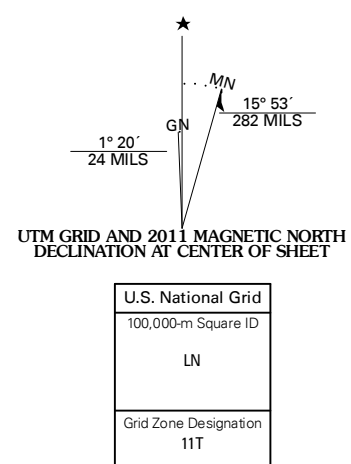 MN
GN
15° 53´
282 MILS
1° 20´
24 MILS
UTM GRID AND 2011 MAGNETIC NORTH
DECLINATION AT CENTER OF SHEET
U.S. National Grid
100,000-m Square ID
LN
Grid Zone Designation
11T